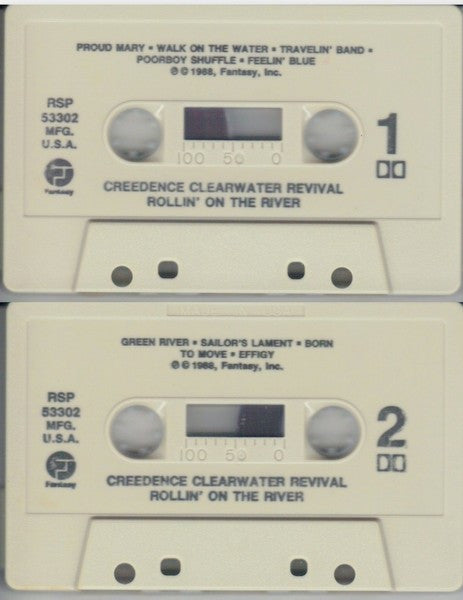 PROUD MARY • WALK ON THE WATER • TRAVELIN' BAND •
POORBOY SHUFFLE • FEELIN' BLUE
℗ © 1988, Fantasy, Inc.
RSP
53302
MFG.
U.S.A.
Fantasy
100 50 0
1
CREEDENCE CLEARWATER REVIVAL
ROLLIN' ON THE RIVER
GREEN RIVER • SAILOR'S LAMENT • BORN
TO MOVE • EFFIGY
℗ © 1988, Fantasy, Inc.
RSP
53302
MFG.
U.S.A.
Fantasy
100 50 0
2
CREEDENCE CLEARWATER REVIVAL
ROLLIN' ON THE RIVER